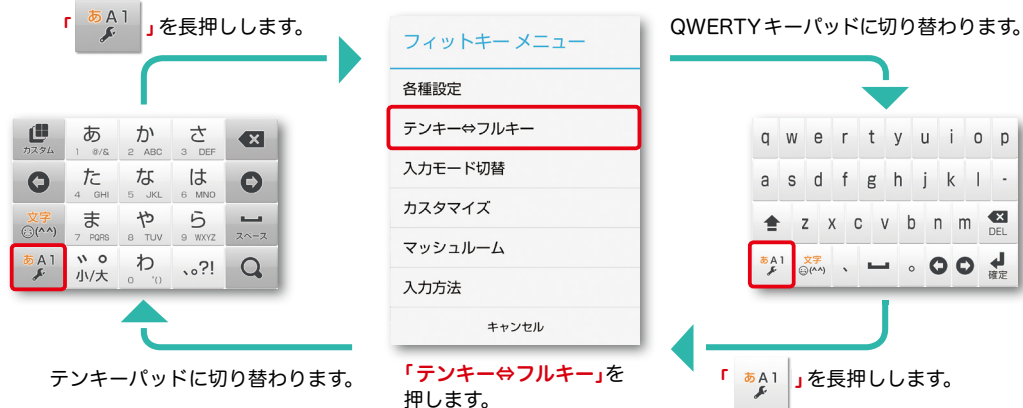 「あA1」を長押しします。
カスタム
あ
1 @/&
か
2 ABC
さ
3 DEF
た
4 GHI
な
5 JKL
は
6 MNO
文字
(^^)
ま
7 PQRS
や
8 TUV
ら
9 WXYZ
スペース
あA1
小/大
わ
0 ˜()
､｡?!
テンキーパッドに切り替わります。
フィットキー メニュー
各種設定
テンキー⇔フルキー
入力モード切替
カスタマイズ
マッシュルーム
入力方法
キャンセル
「テンキー⇔フルキー」を
押します。
QWERTYキーパッドに切り替わります。
q w e r t y u i o p
a s d f g h j k l -
z x c v b n m DEL
あA1 文字 (^^) 、 。 確定
「あA1」を長押しします。